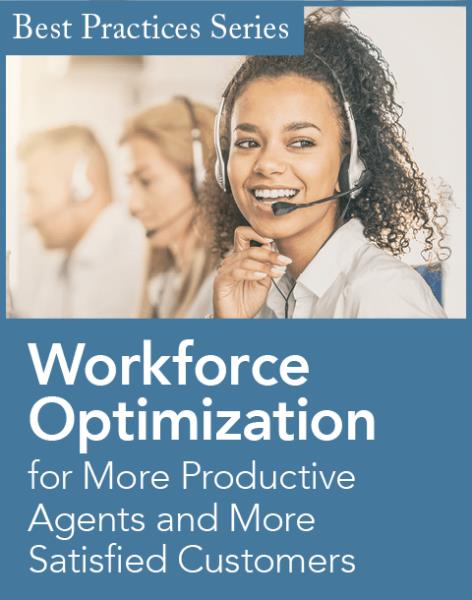 Best Practices Series
Workforce
Optimization
for More Productive
Agents and More
Satisfied Customers